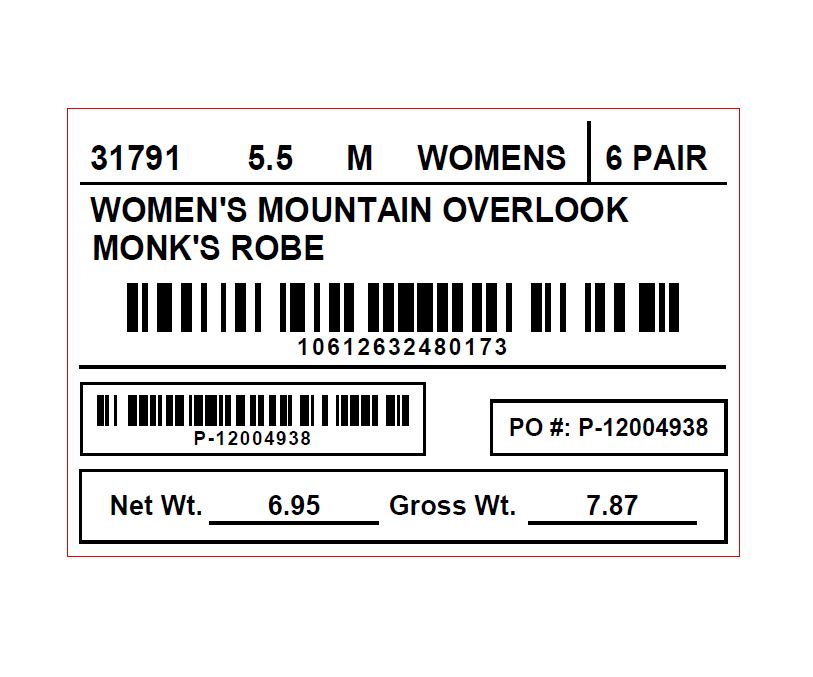 31791 5.5 M WOMENS 6 PAIR
WOMEN'S MOUNTAIN OVERLOOK
MONK'S ROBE
10612632480173
P-12004938
PO #: P-12004938
Net Wt. 6.95 Gross Wt. 7.87